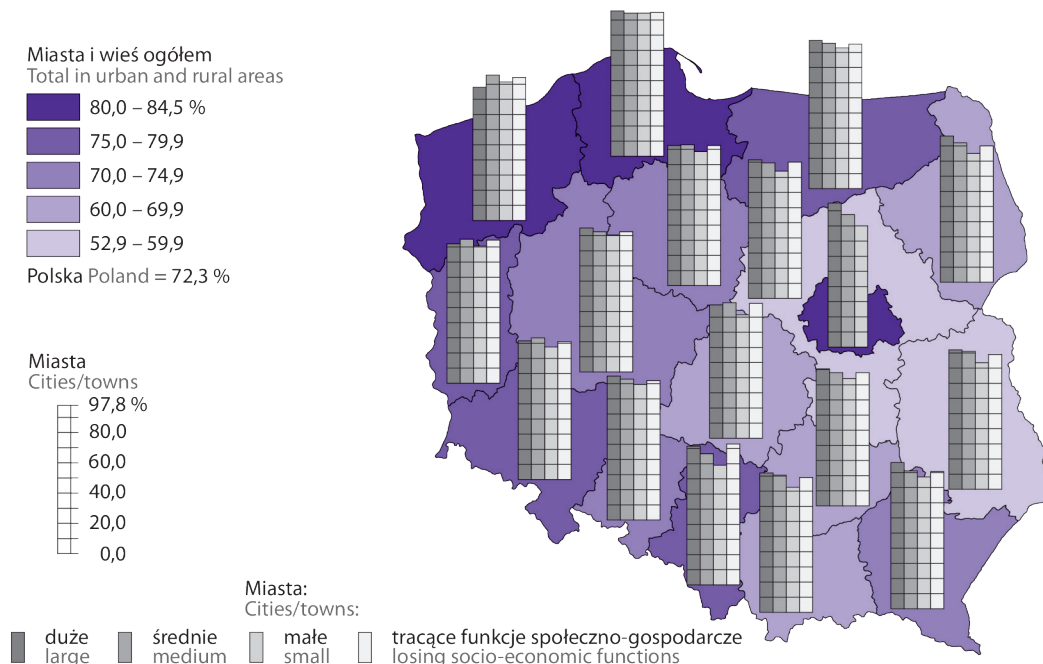 Miasta i wieś ogółem
Total in urban and rural areas
80,0 – 84,5 %
75,0 – 79,9
70,0 – 74,9
60,0 – 69,9
52,9 – 59,9
Polska Poland = 72,3 %
Miasta
Cities/towns
97,8 %
80,0
60,0
40,0
20,0
0,0
Miasta:
Cities/towns:
duże średnie małe tracące funkcje społeczno-gospodarcze
large medium small losing socio-economic functions